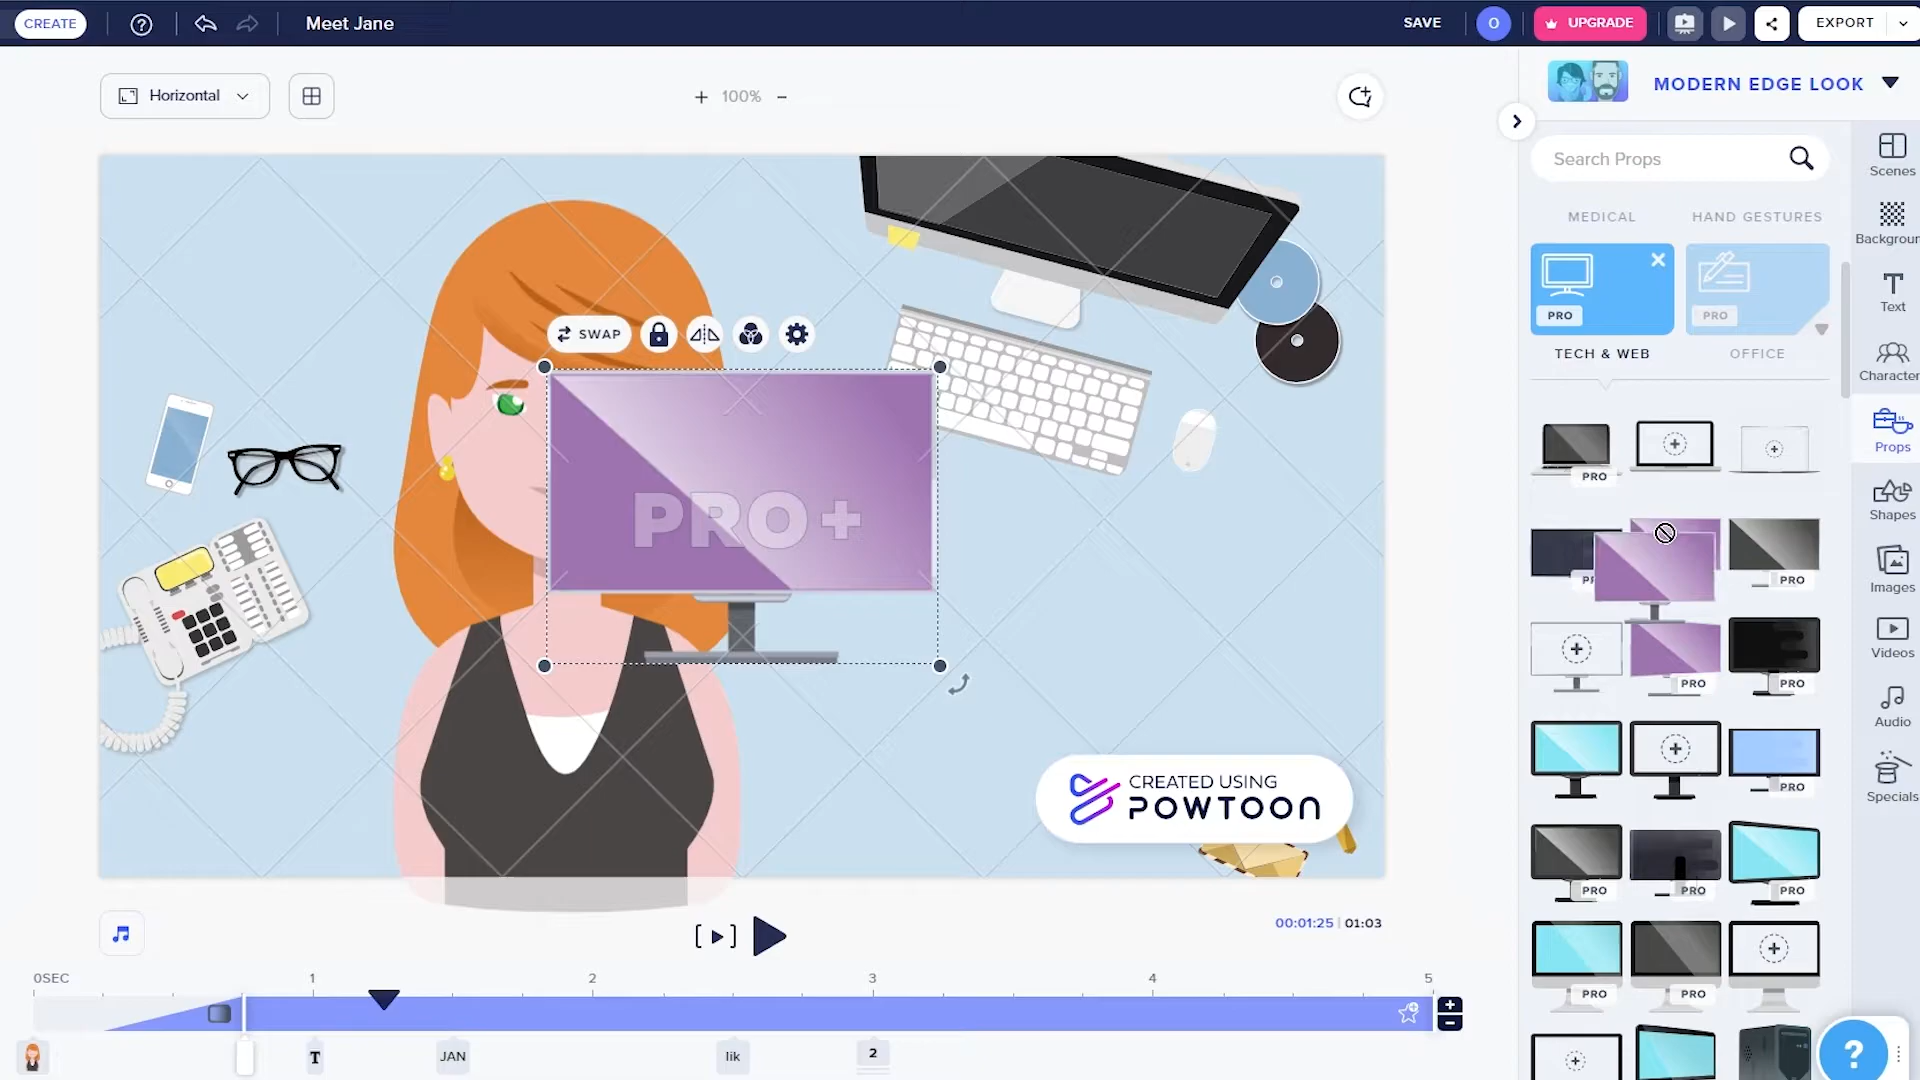 CREATE
Meet Jane
SAVE
O
UPGRADE
EXPORT
Horizontal
+ 100% −
MODERN EDGE LOOK
Search Props
Scenes
MEDICAL
HAND GESTURES
Backgroun
Text
PRO
PRO
TECH & WEB
OFFICE
Character
SWAP
Props
PRO
Shapes
PRO+
PRO
Images
Videos
PRO
PRO
Audio
PRO
Specials
CREATED USING
POWTOON
PRO
PRO
PRO
00:01:25 | 01:03
0SEC
1
2
3
4
5
PRO
PRO
T
JAN
lik
2
?